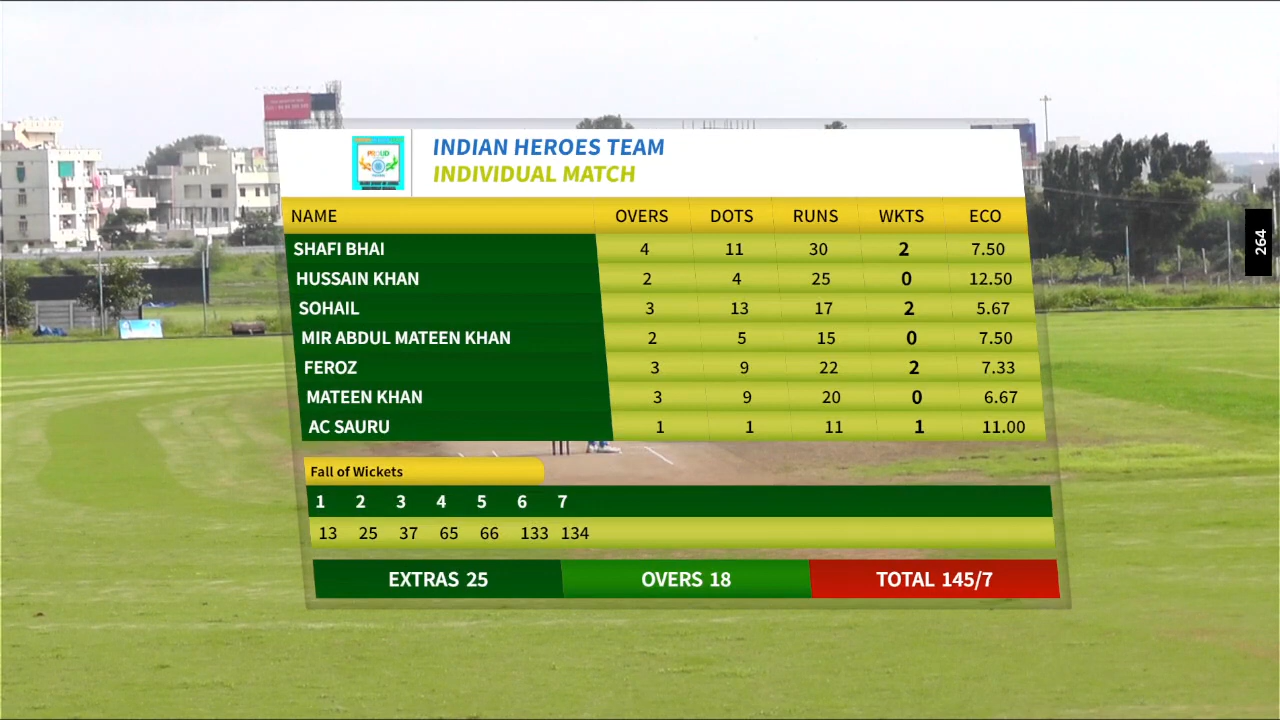 INDIAN HEROES TEAM
INDIVIDUAL MATCH
NAME OVERS DOTS RUNS WKTS ECO
SHAFI BHAI 4 11 30 2 7.50
HUSSAIN KHAN 2 4 25 0 12.50
SOHAIL 3 13 17 2 5.67
MIR ABDUL MATEEN KHAN 2 5 15 0 7.50
FEROZ 3 9 22 2 7.33
MATEEN KHAN 3 9 20 0 6.67
AC SAURU 1 1 11 1 11.00
Fall of Wickets
1 2 3 4 5 6 7
13 25 37 65 66 133 134
EXTRAS 25 OVERS 18 TOTAL 145/7
264
PROUD